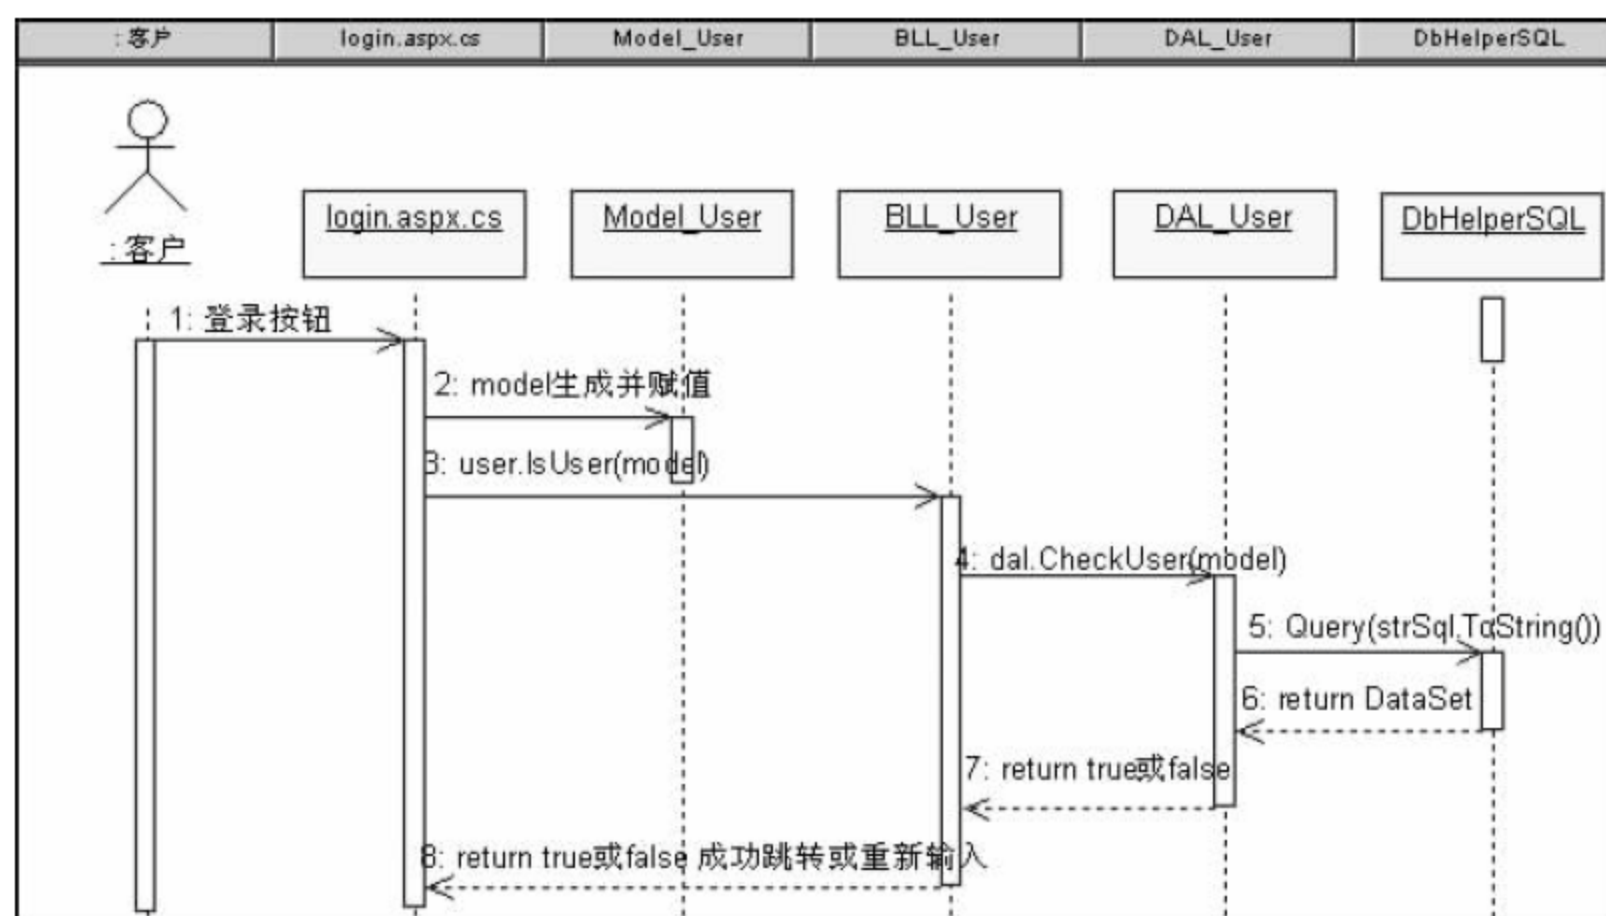 : 客户
login.aspx.cs
Model_User
BLL_User
DAL_User
DbHelperSQL
: 客户
login.aspx.cs
Model_User
BLL_User
DAL_User
DbHelperSQL
1: 登录按钮
2: model生成并赋值
3: user.IsUser(model)
4: dal.CheckUser(model)
5: Query(strSql.ToString())
6: return DataSet
7: return true或false
8: return true或false 成功跳转或重新输入